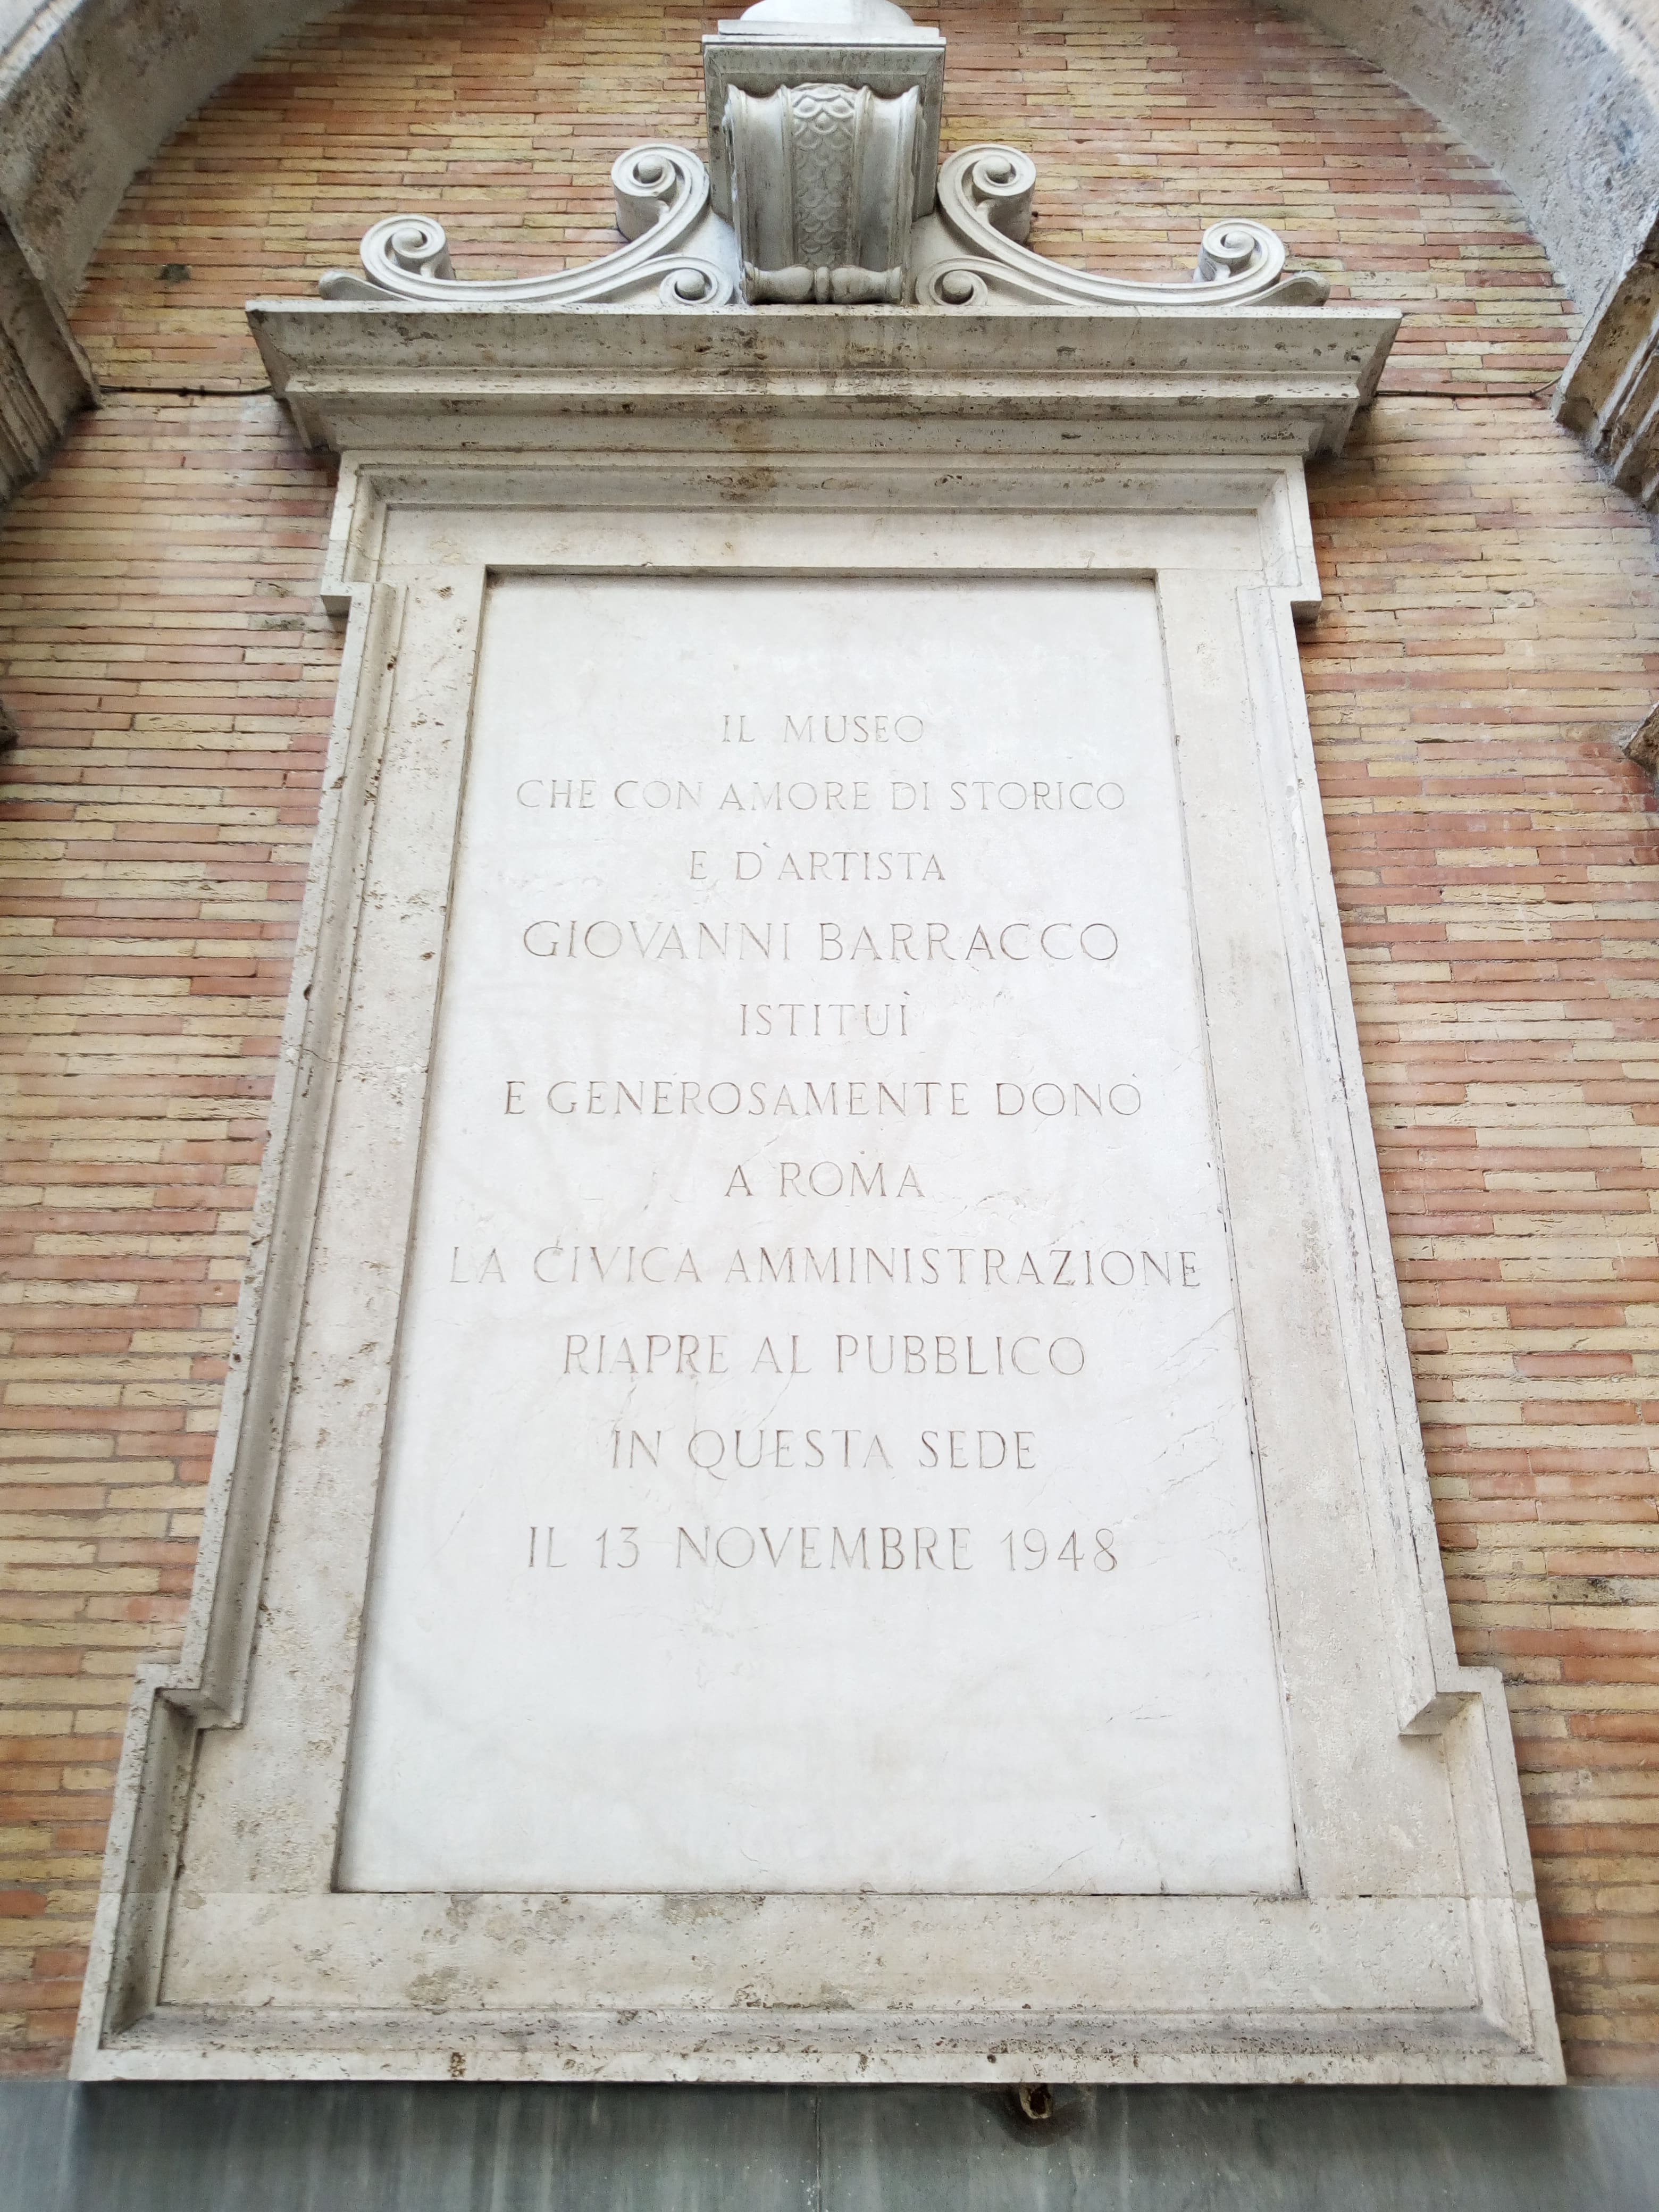 IL MUSEO
CHE CON AMORE DI STORICO
E D'ARTISTA
GIOVANNI BARRACCO
ISTITUÌ
E GENEROSAMENTE DONÒ
A ROMA
LA CIVICA AMMINISTRAZIONE
RIAPRE AL PUBBLICO
IN QUESTA SEDE
IL 13 NOVEMBRE 1948